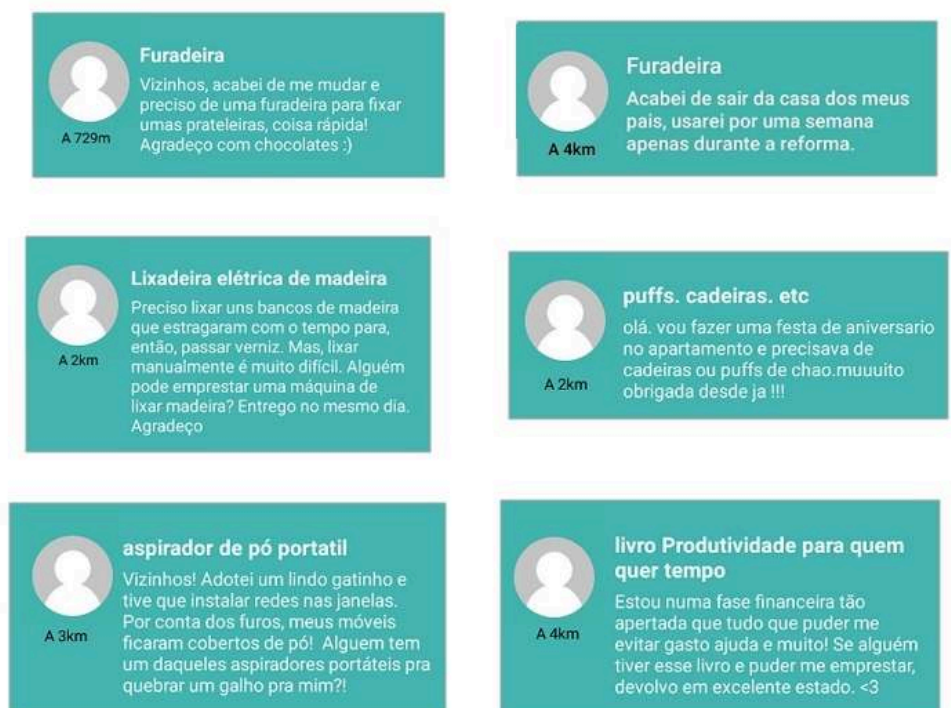 Furadeira
Vizinhos, acabei de me mudar e
preciso de uma furadeira para fixar
umas prateleiras, coisa rápida!
Agradeço com chocolates :)
A 729m
Furadeira
Acabei de sair da casa dos meus
pais, usarei por uma semana
apenas durante a reforma.
A 4km
Lixadeira elétrica de madeira
Preciso lixar uns bancos de madeira
que estragaram com o tempo para,
então, passar verniz. Mas, lixar
manualmente é muito difícil. Alguém
pode emprestar uma máquina de
lixar madeira? Entrego no mesmo dia.
Agradeço
A 2km
puffs. cadeiras. etc
olá. vou fazer uma festa de aniversario
no apartamento e precisava de
cadeiras ou puffs de chao.muuuito
obrigada desde ja !!!
A 2km
aspirador de pó portatil
Vizinhos! Adotei um lindo gatinho e
tive que instalar redes nas janelas.
Por conta dos furos, meus móveis
ficaram cobertos de pó! Alguem tem
um daqueles aspiradores portáteis pra
quebrar um galho pra mim?!
A 3km
livro Produtividade para quem
quer tempo
Estou numa fase financeira tão
apertada que tudo que puder me
evitar gasto ajuda e muito! Se alguém
tiver esse livro e puder me emprestar,
devolvo em excelente estado. <3
A 4km